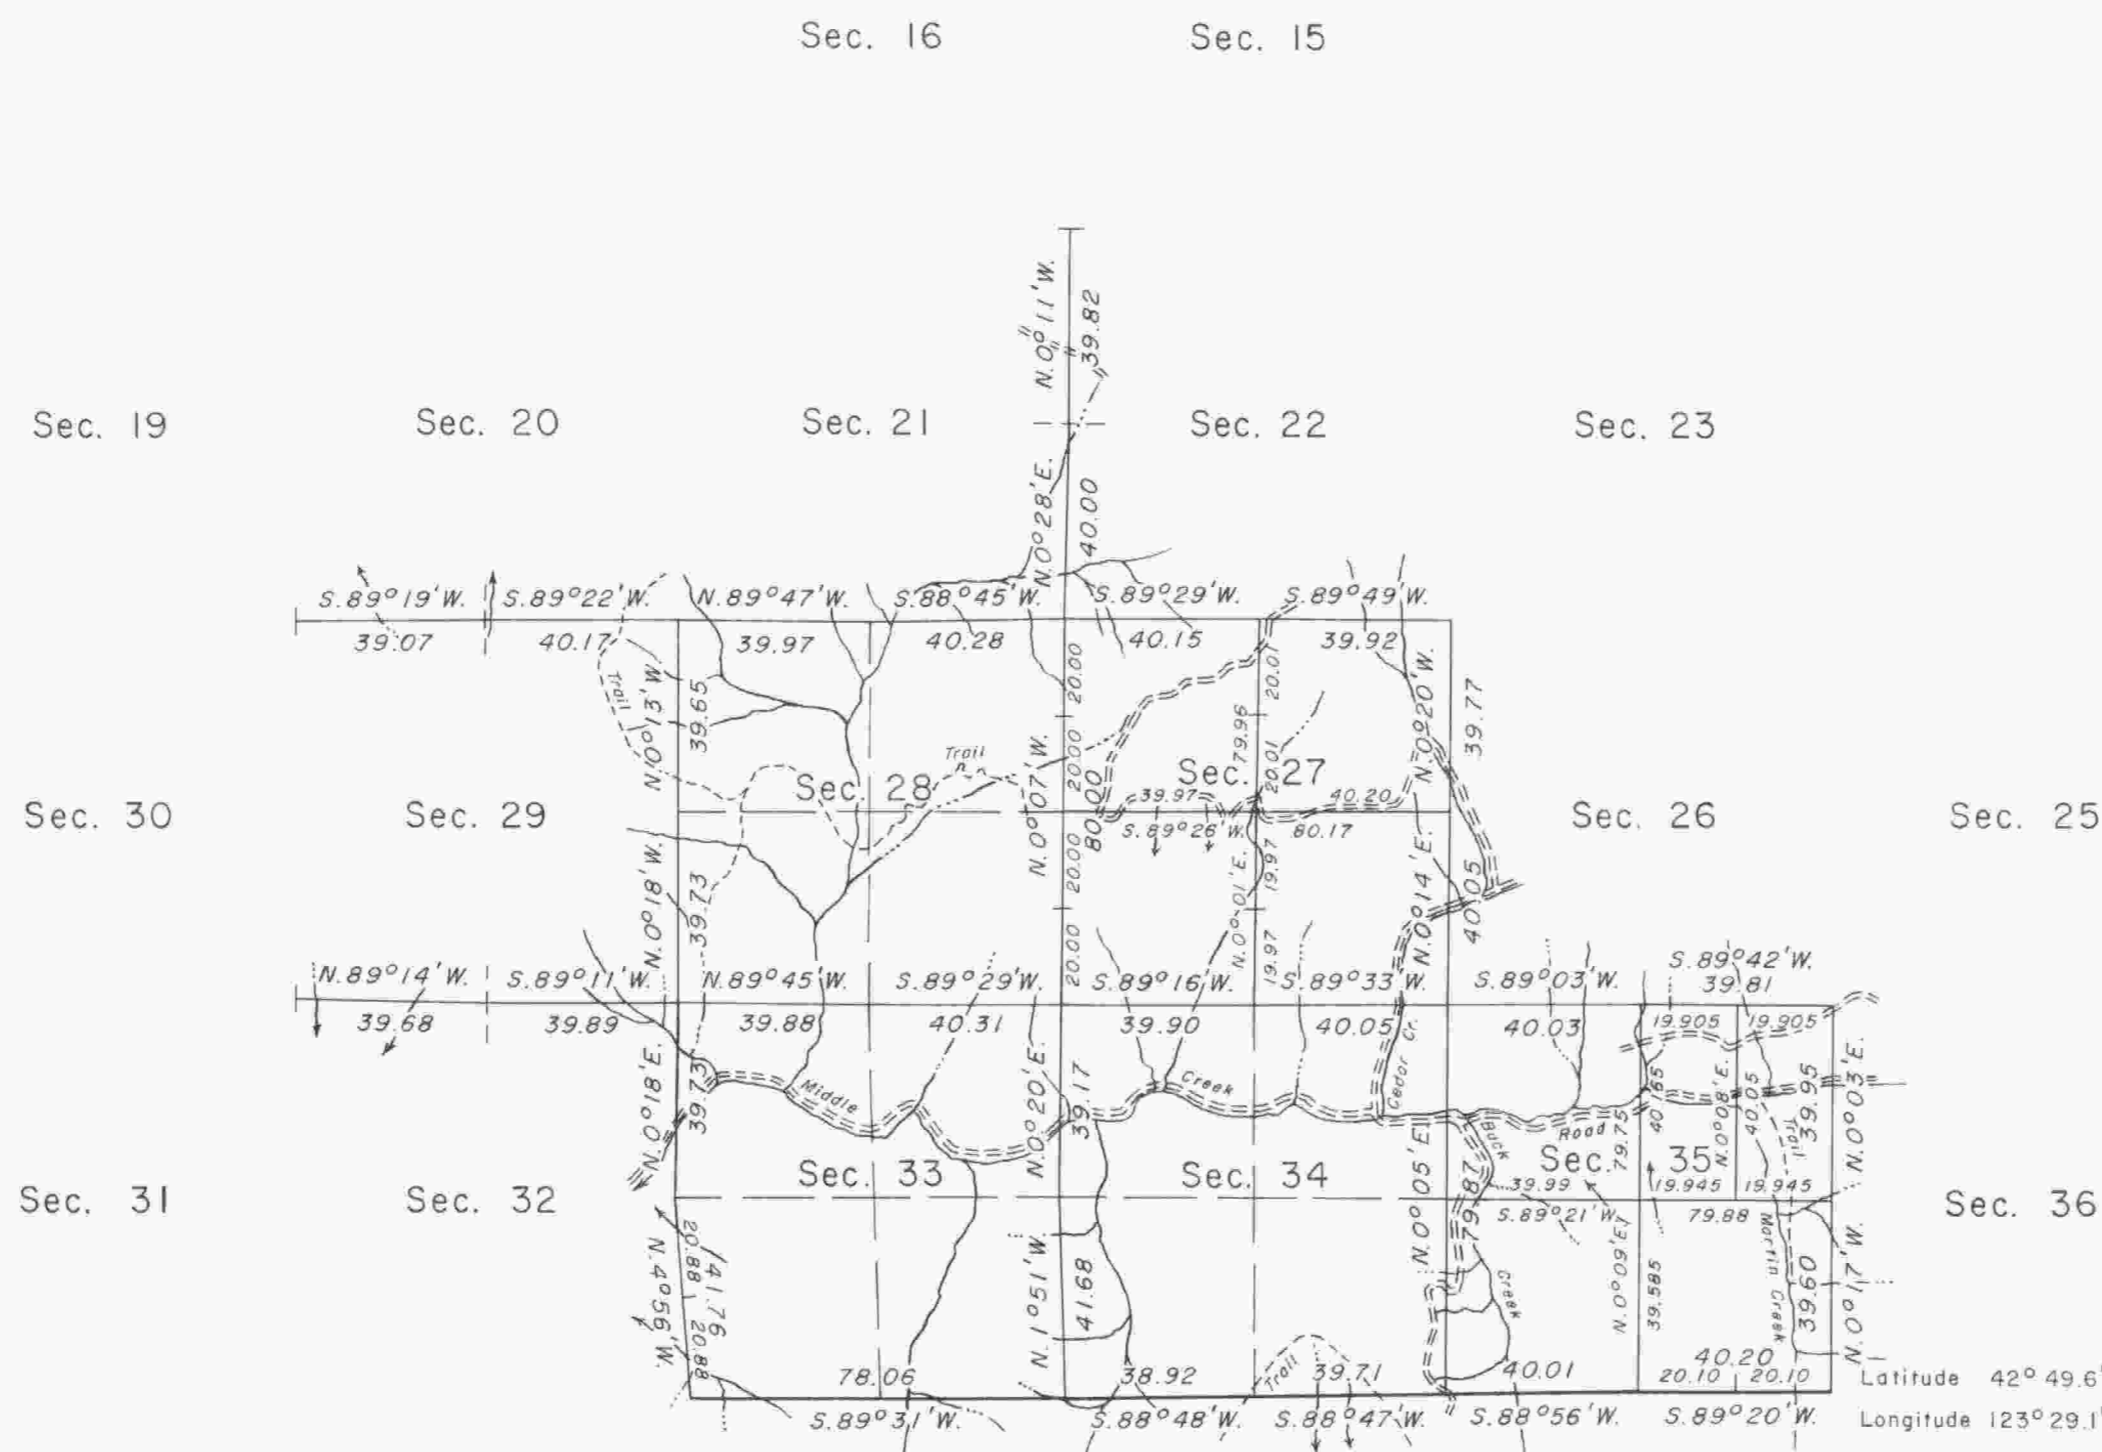 Sec. 16 Sec. 15
N.0°11'W.
39.82
Sec. 19 Sec. 20 Sec. 21 Sec. 22 Sec. 23
N.0°28'E.
40.00
S.89°19'W. S.89°22'W. N.89°47'W. S.88°45'W. S.89°29'W. S.89°49'W.
39.07 40.17 39.97 40.28 40.15 39.92
Trail
N.0°13'W.
39.65
20.00
20.01
N.0°20'W.
39.77
Trail
N.0°07'W.
20.00
80.00
79.96
20.01
Sec. 30 Sec. 29 Sec. 28 Sec. 27 Sec. 26 Sec. 25
39.97 40.20
S.89°26'W. 80.17
N.0°18'W.
39.73
20.00
20.00
N.0°01'E.
19.97
19.97
N.0°14'E.
40.05
N.89°14'W. S.89°11'W. N.89°45'W. S.89°29'W. S.89°16'W. S.89°33'W. S.89°03'W. S.89°42'W.
39.68 39.89 39.88 40.31 39.90 40.05 40.03 39.81
19.905 19.905
N.0°18'E.
39.73
Middle
N.0°20'E.
39.17
Creek
Cedar Cr.
Buck
Road
79.75
40.165
N.0°08'E.
40.05
Trail
39.95
N.0°03'E.
Sec. 31 Sec. 32 Sec. 33 Sec. 34 Sec. 35 Sec. 36
N.0°05'E.
79.87
39.99 19.945 19.945
S.89°21'W. 79.88
N.4°56'W.
20.88
41.76
20.88
N.1°51'W.
41.68
Creek
N.0°09'E.
39.585
Martin Creek
39.60
N.0°17'W.
78.06 38.92 Trail 39.71 40.01 40.20
20.10 20.10
S.89°31'W. S.88°48'W. S.88°47'W. S.88°56'W. S.89°20'W.
Latitude 42° 49.6'
Longitude 123° 29.1'